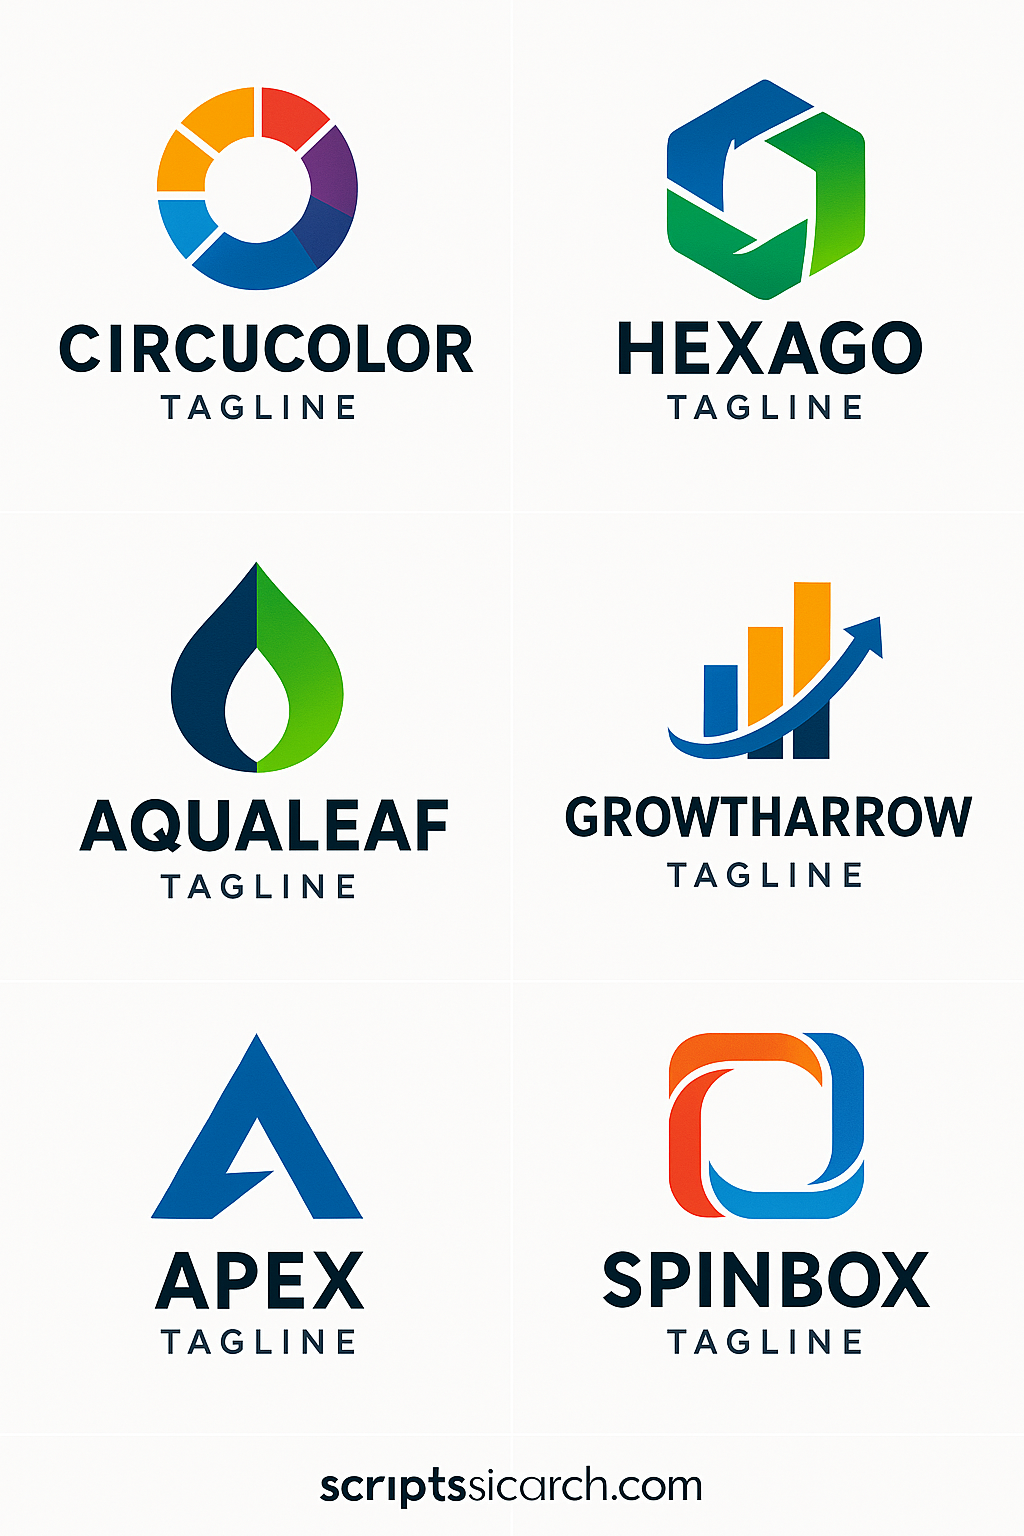 CIRCUCOLOR
TAGLINE
HEXAGO
TAGLINE
AQUALEAF
TAGLINE
GROWTHARROW
TAGLINE
APEX
TAGLINE
SPINBOX
TAGLINE
scriptssicarch.com